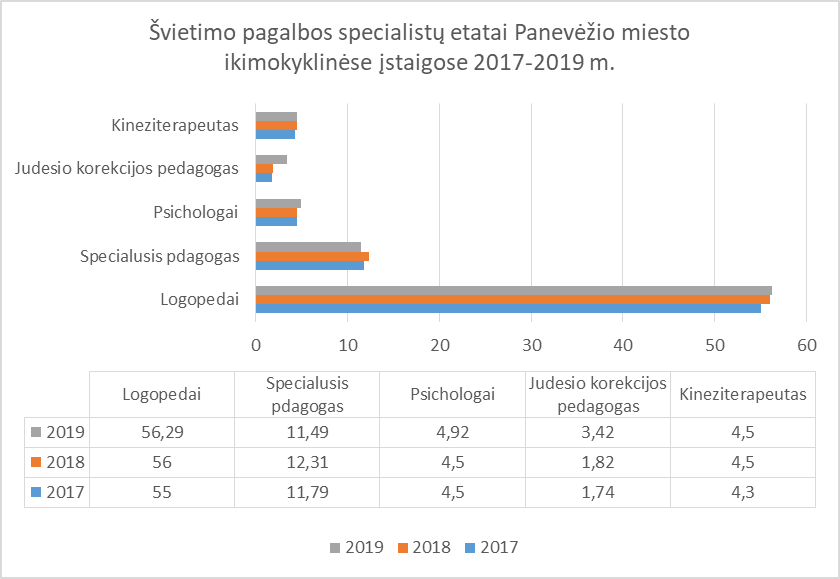 Švietimo pagalbos specialistų etatai Panevėžio miesto
ikimokyklinėse įstaigose 2017-2019 m.
Kineziterapeutas
Judesio korekcijos pedagogas
Psichologai
Specialusis pdagogas
Logopedai
0 10 20 30 40 50 60
Logopedai Specialusis pdagogas Psichologai Judesio korekcijos pedagogas Kineziterapeutas
2019 56,29 11,49 4,92 3,42 4,5
2018 56 12,31 4,5 1,82 4,5
2017 55 11,79 4,5 1,74 4,3
2019 2018 2017